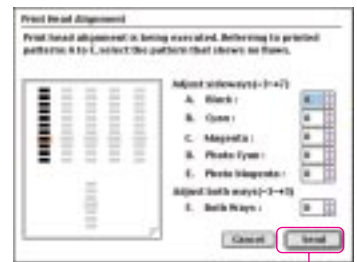 Print Head Alignment
Print head alignment is being executed. Referring to printed
patterns A to L, select the pattern that shows no flaws.
Adjust sideways(-3→+7)
A. Black :
B. Cyan :
C. Magenta :
D. Photo Cyan :
E. Photo Magenta :
Adjust both ways(-3→+3)
Both Ways :
Cancel
Send